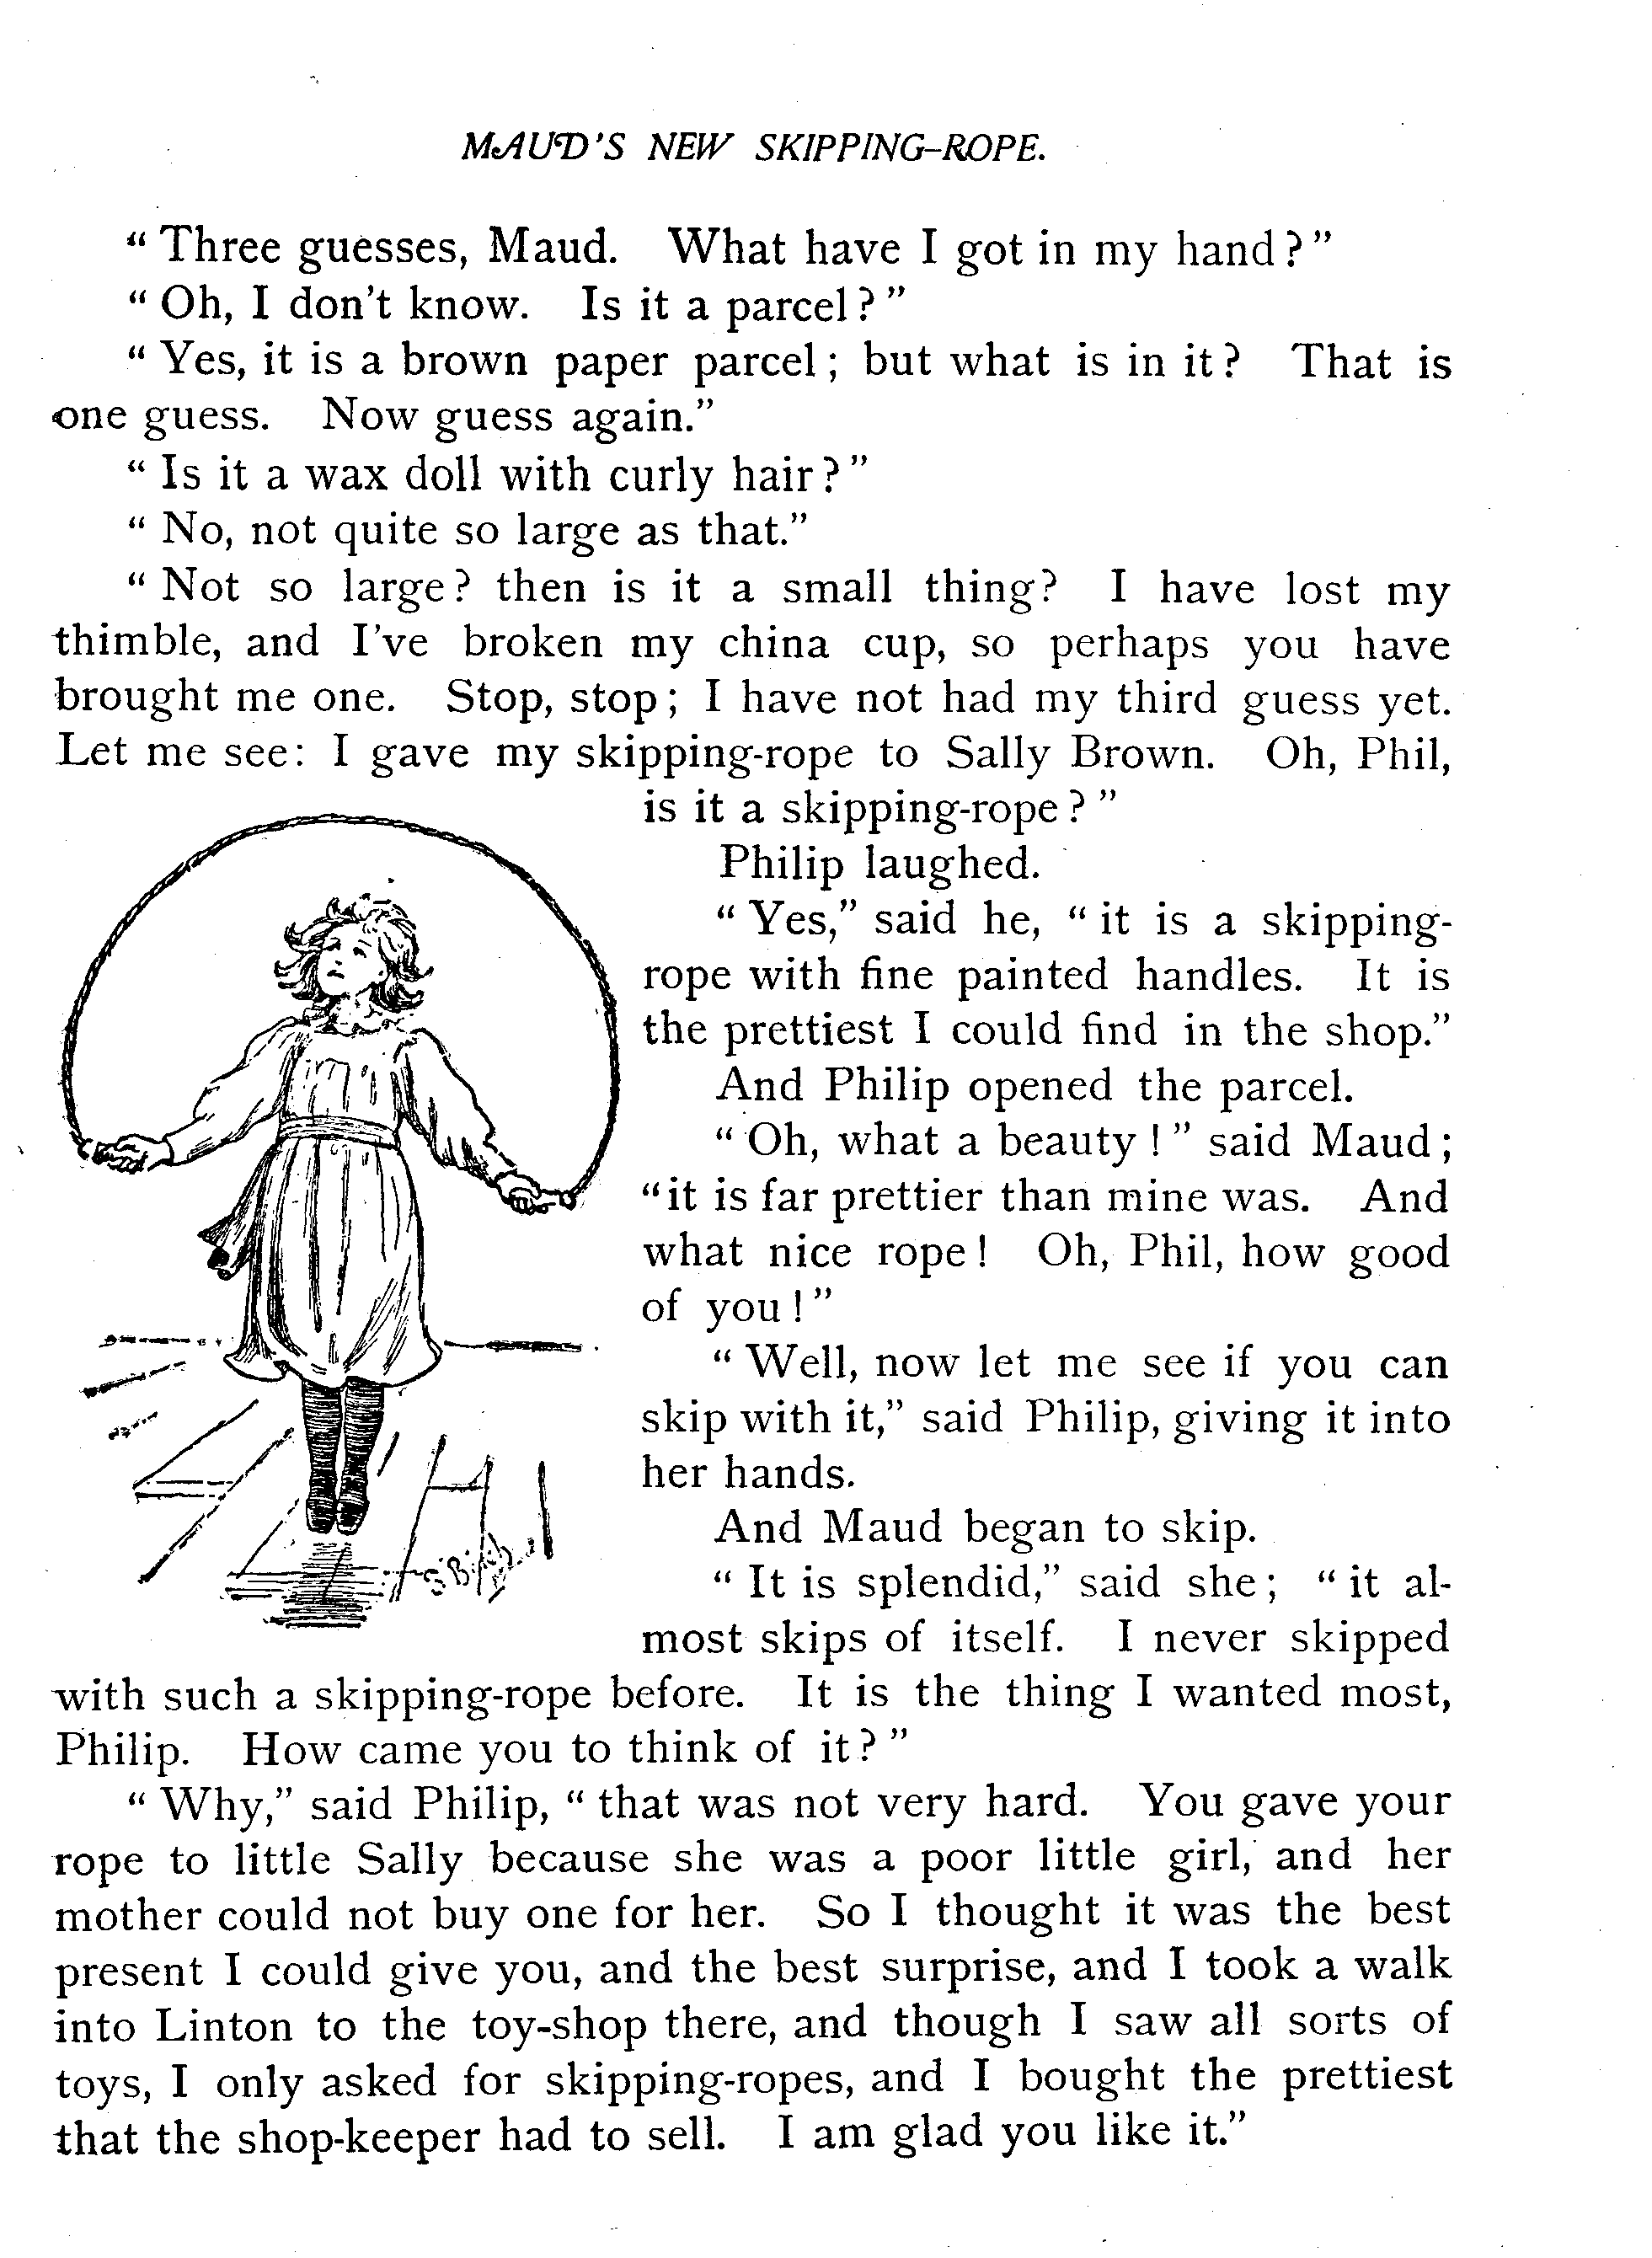 MAUD'S NEW SKIPPING-ROPE.
"Three guesses, Maud. What have I got in my hand?"
"Oh, I don't know. Is it a parcel?"
"Yes, it is a brown paper parcel; but what is in it? That is
one guess. Now guess again."
"Is it a wax doll with curly hair?"
"No, not quite so large as that."
"Not so large? then is it a small thing? I have lost my
thimble, and I've broken my china cup, so perhaps you have
brought me one. Stop, stop; I have not had my third guess yet.
Let me see: I gave my skipping-rope to Sally Brown. Oh, Phil,
is it a skipping-rope?"
Philip laughed.
"Yes," said he, "it is a skipping-
rope with fine painted handles. It is
the prettiest I could find in the shop."
And Philip opened the parcel.
"Oh, what a beauty!" said Maud;
"it is far prettier than mine was. And
what nice rope! Oh, Phil, how good
of you!"
"Well, now let me see if you can
skip with it," said Philip, giving it into
her hands.
And Maud began to skip.
"It is splendid," said she; "it al-
most skips of itself. I never skipped
with such a skipping-rope before. It is the thing I wanted most,
Philip. How came you to think of it?"
"Why," said Philip, "that was not very hard. You gave your
rope to little Sally because she was a poor little girl, and her
mother could not buy one for her. So I thought it was the best
present I could give you, and the best surprise, and I took a walk
into Linton to the toy-shop there, and though I saw all sorts of
toys, I only asked for skipping-ropes, and I bought the prettiest
that the shop-keeper had to sell. I am glad you like it."